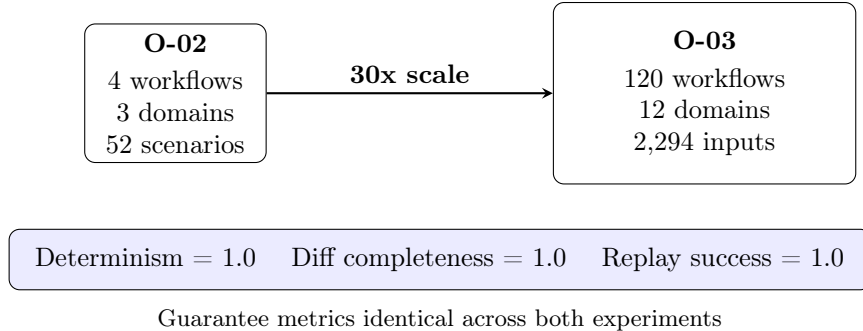 O-02
4 workflows
3 domains
52 scenarios
30x scale
O-03
120 workflows
12 domains
2,294 inputs
Determinism = 1.0 Diff completeness = 1.0 Replay success = 1.0
Guarantee metrics identical across both experiments